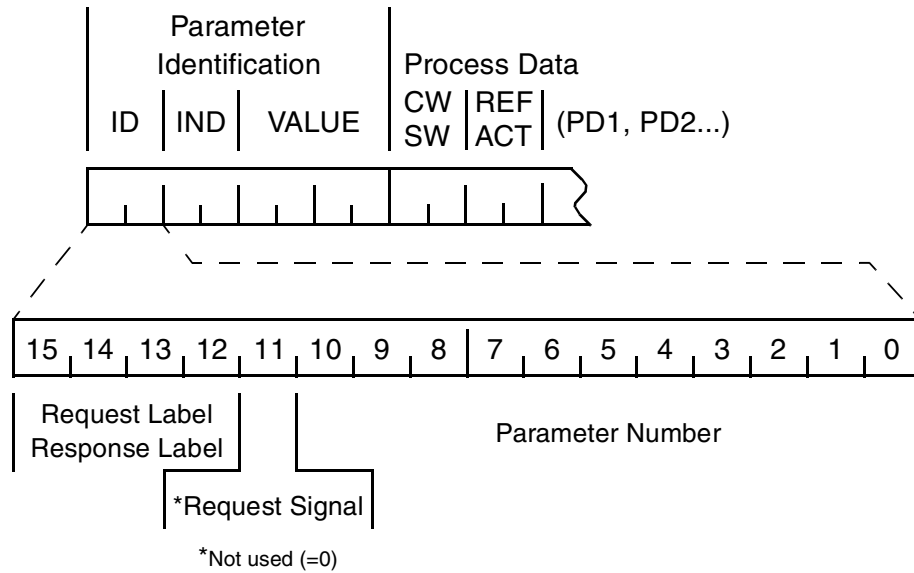 Parameter
Identification
Process Data
ID IND VALUE
CW REF
SW ACT
(PD1, PD2...)
15 14 13 12 11 10 9 8 7 6 5 4 3 2 1 0
Request Label
Response Label
Parameter Number
*Request Signal
*Not used (=0)